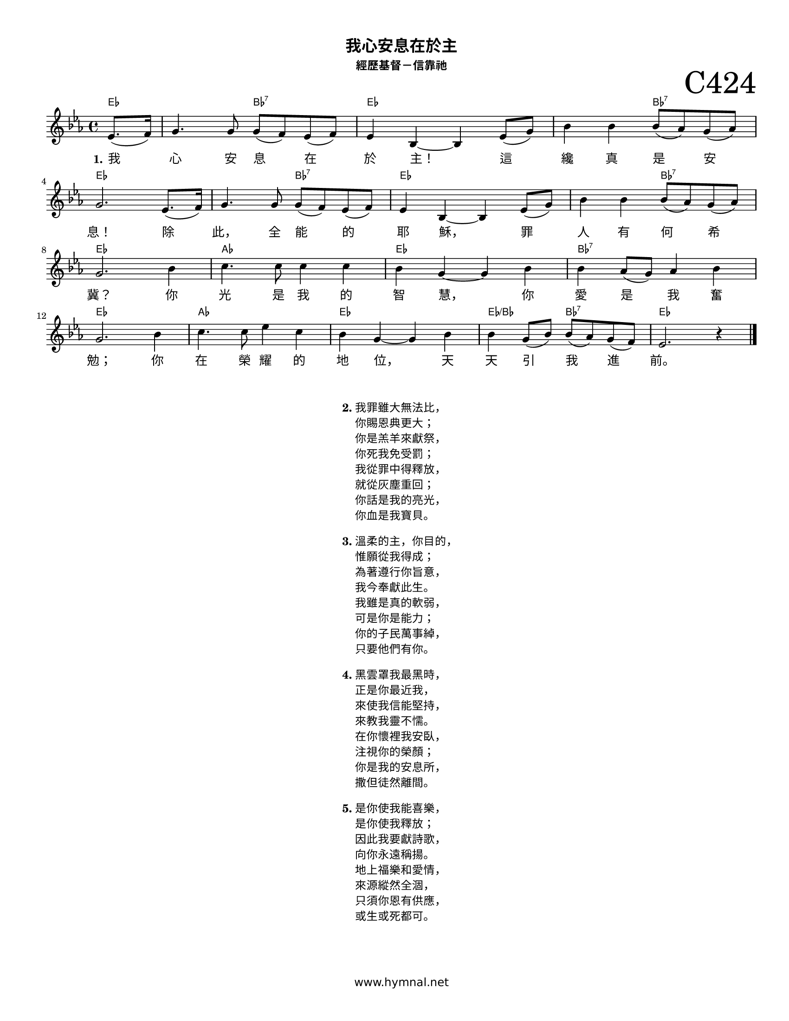 我心安息在於主
經歷基督－信靠祂
C424
E♭ B♭7 E♭ B♭7
1. 我 心 安 息 在 於 主！ 這 纔 真 是 安
4 E♭ B♭7 E♭ B♭7
息！ 除 此， 全 能 的 耶 穌， 罪 人 有 何 希
8 E♭ A♭ E♭ B♭7
冀？ 你 光 是 我 的 智 慧， 你 愛 是 我 奮
12 E♭ A♭ E♭ E♭/B♭ B♭7 E♭
勉； 你 在 榮 耀 的 地 位， 天 天 引 我 進 前。
2. 我罪雖大無法比，
你賜恩典更大；
你是羔羊來獻祭，
你死我免受罰；
我從罪中得釋放，
就從灰塵重回；
你話是我的亮光，
你血是我寶貝。
3. 溫柔的主，你目的，
惟願從我得成；
為著遵行你旨意，
我今奉獻此生。
我雖是真的軟弱，
可是你是能力；
你的子民萬事綽，
只要他們有你。
4. 黑雲罩我最黑時，
正是你最近我，
來使我信能堅持，
來教我靈不懦。
在你懷裡我安臥，
注視你的榮顏；
你是我的安息所，
撒但徒然離間。
5. 是你使我能喜樂，
是你使我釋放；
因此我要獻詩歌，
向你永遠稱揚。
地上福樂和愛情，
來源縱然全涸，
只須你恩有供應，
或生或死都可。
www.hymnal.net